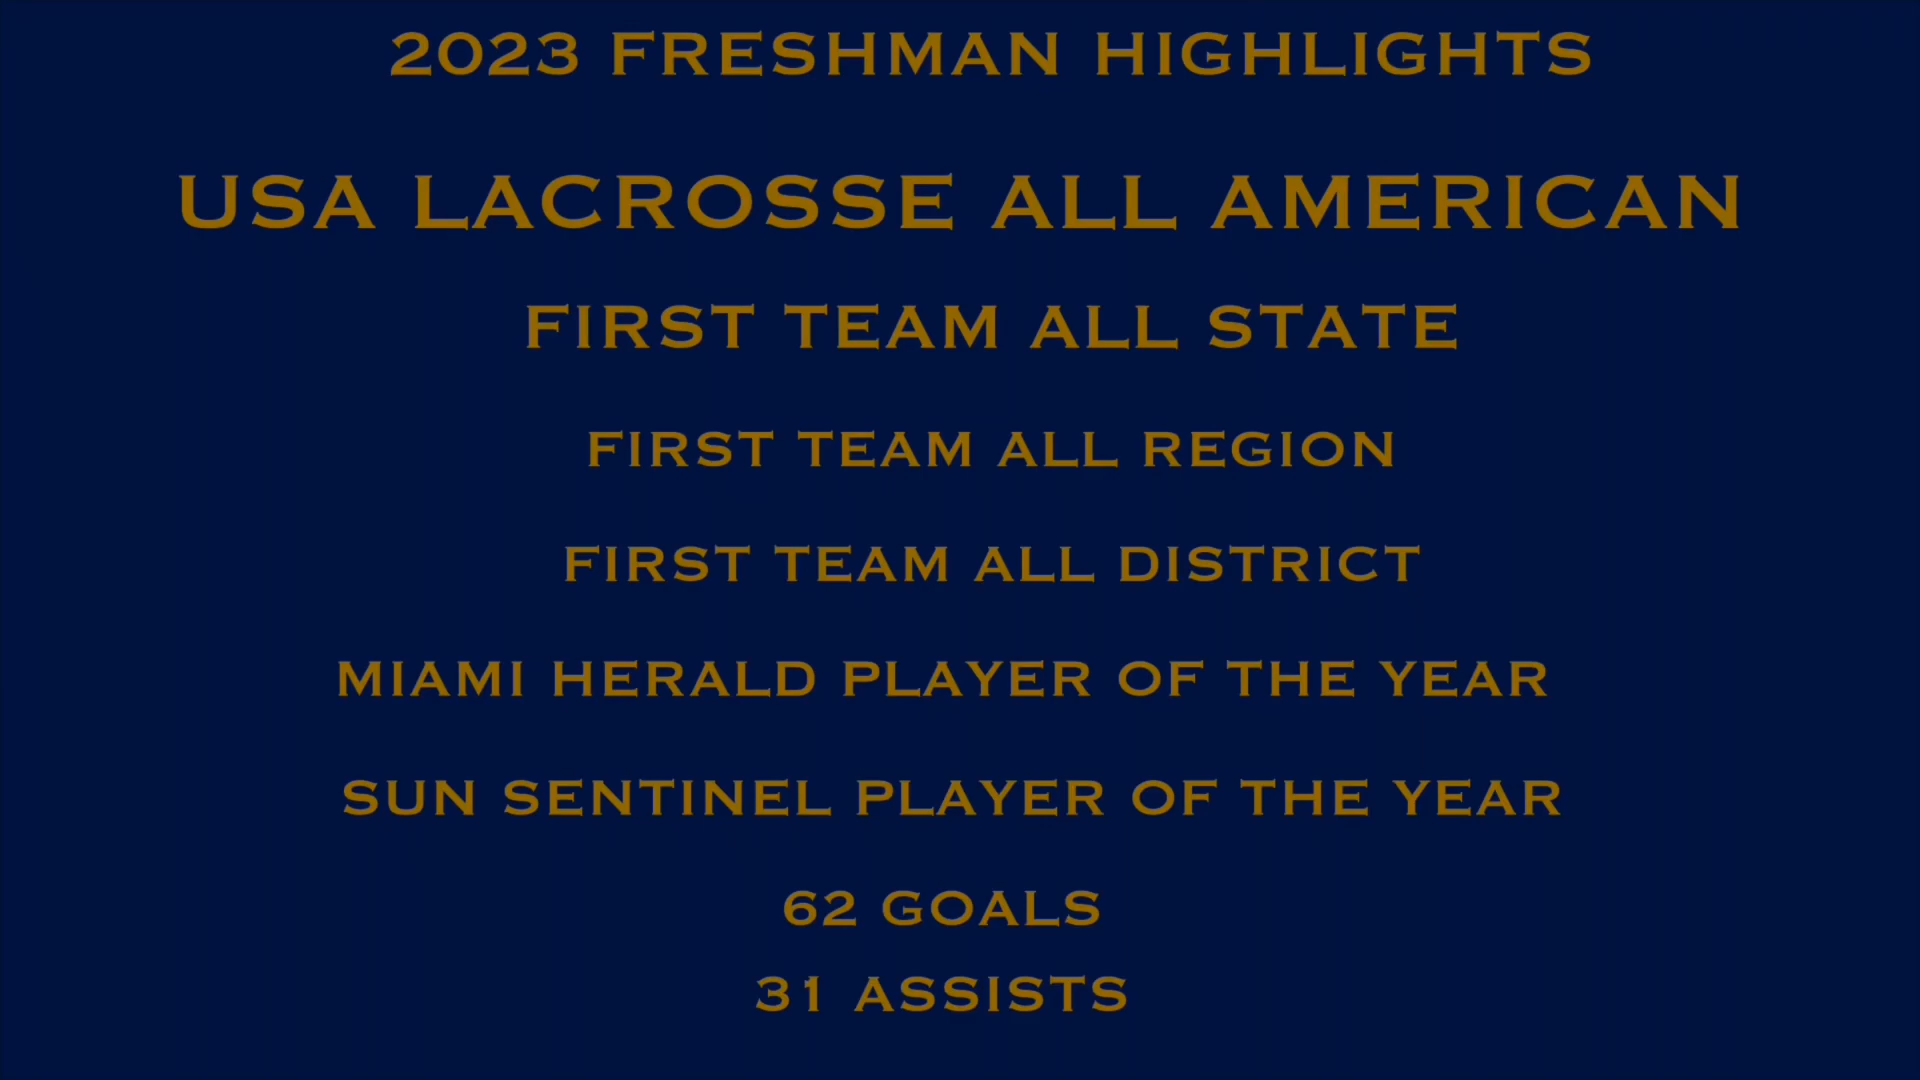 2023 FRESHMAN HIGHLIGHTS
USA LACROSSE ALL AMERICAN
FIRST TEAM ALL STATE
FIRST TEAM ALL REGION
FIRST TEAM ALL DISTRICT
MIAMI HERALD PLAYER OF THE YEAR
SUN SENTINEL PLAYER OF THE YEAR
62 GOALS
31 ASSISTS